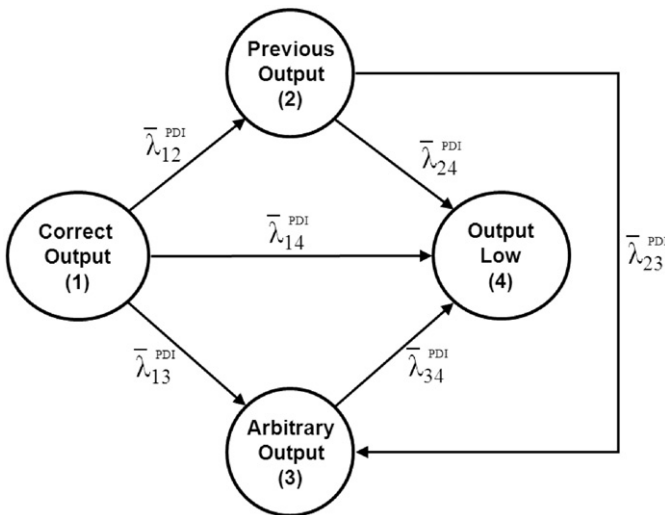 Previous
Output
(2)
λ̄₁₂ᴾᴰᴵ
λ̄₂₄ᴾᴰᴵ
Correct
Output
(1)
λ̄₁₄ᴾᴰᴵ
Output
Low
(4)
λ̄₂₃ᴾᴰᴵ
λ̄₁₃ᴾᴰᴵ
λ̄₃₄ᴾᴰᴵ
Arbitrary
Output
(3)